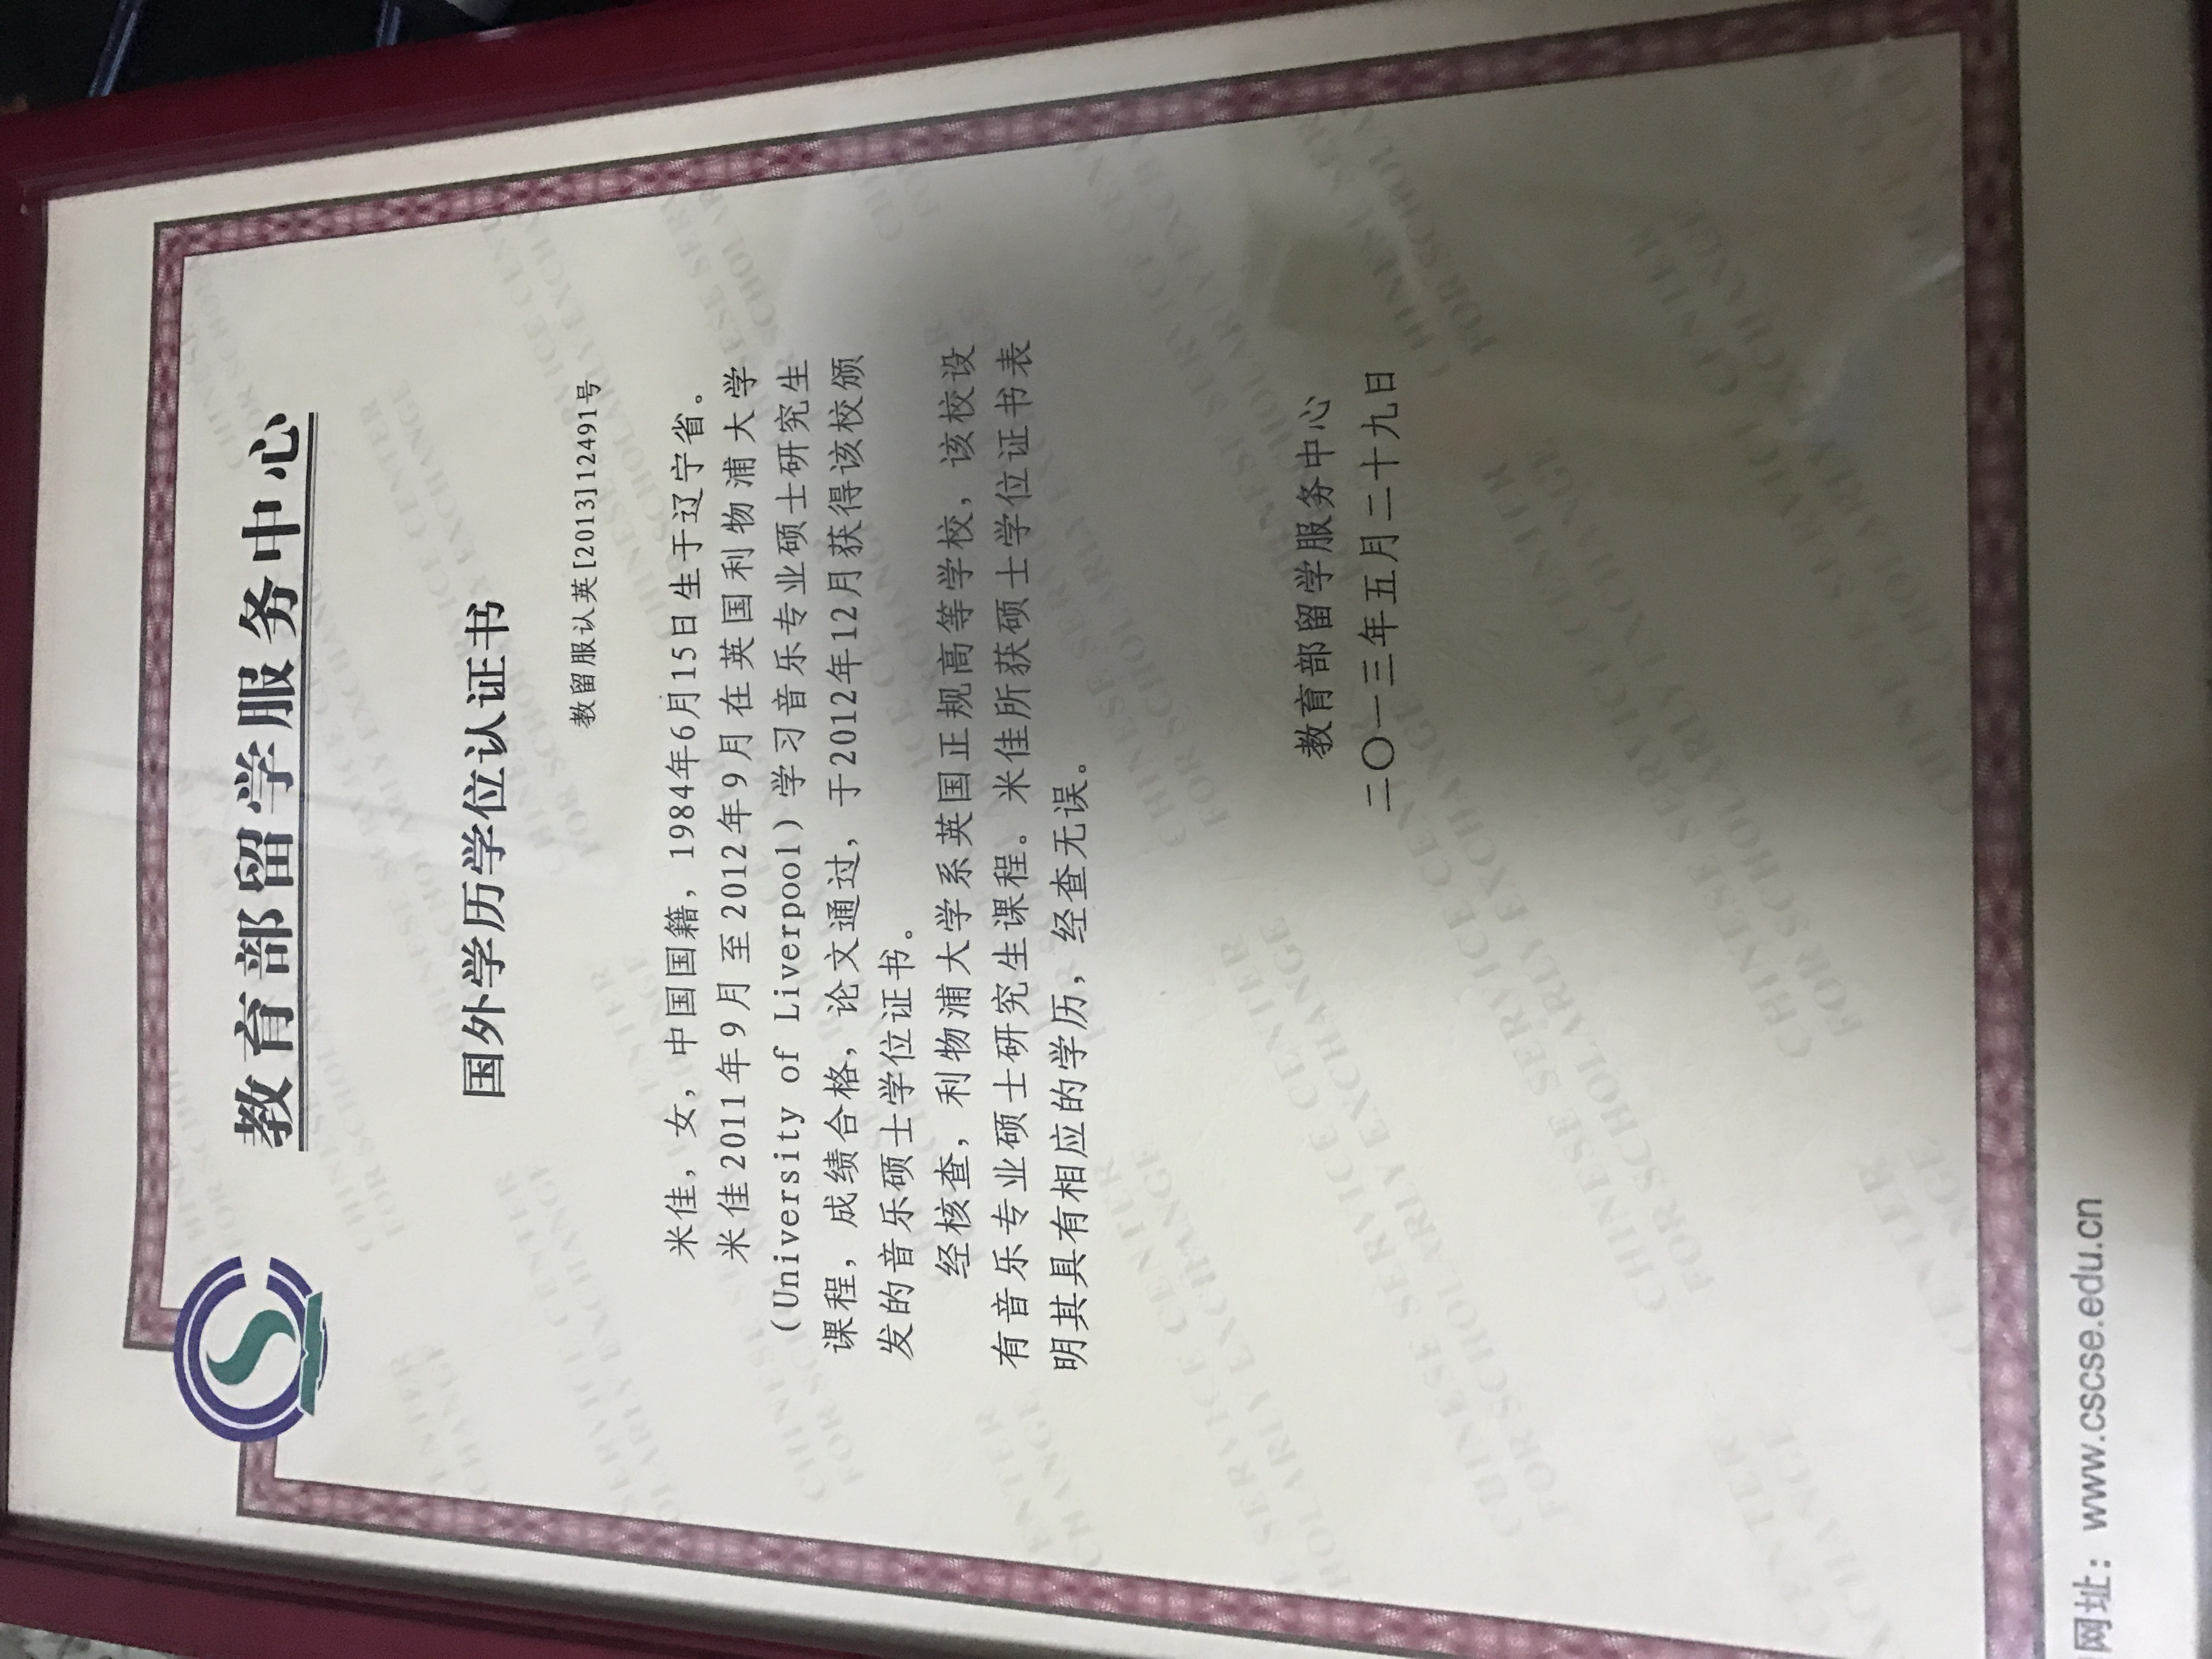 教育部留学服务中心
国外学历学位认证书
教留服认英[2013]12491号
米佳，女，中国国籍，1984年6月15日生于辽宁省。
米佳2011年9月至2012年9月在英国利物浦大学
（University of Liverpool）学习音乐专业硕士研究生
课程，成绩合格，论文通过，于2012年12月获得该校颁
发的音乐硕士学位证书。
经核查，利物浦大学系英国正规高等学校，该校设
有音乐专业硕士研究生课程。米佳所获硕士学位证书表
明其具有相应的学历，经查无误。
教育部留学服务中心
二〇一三年五月二十九日
CHINESE SERVICE CENTER
FOR SCHOLARLY EXCHANGE
网址：www.cscse.edu.cn